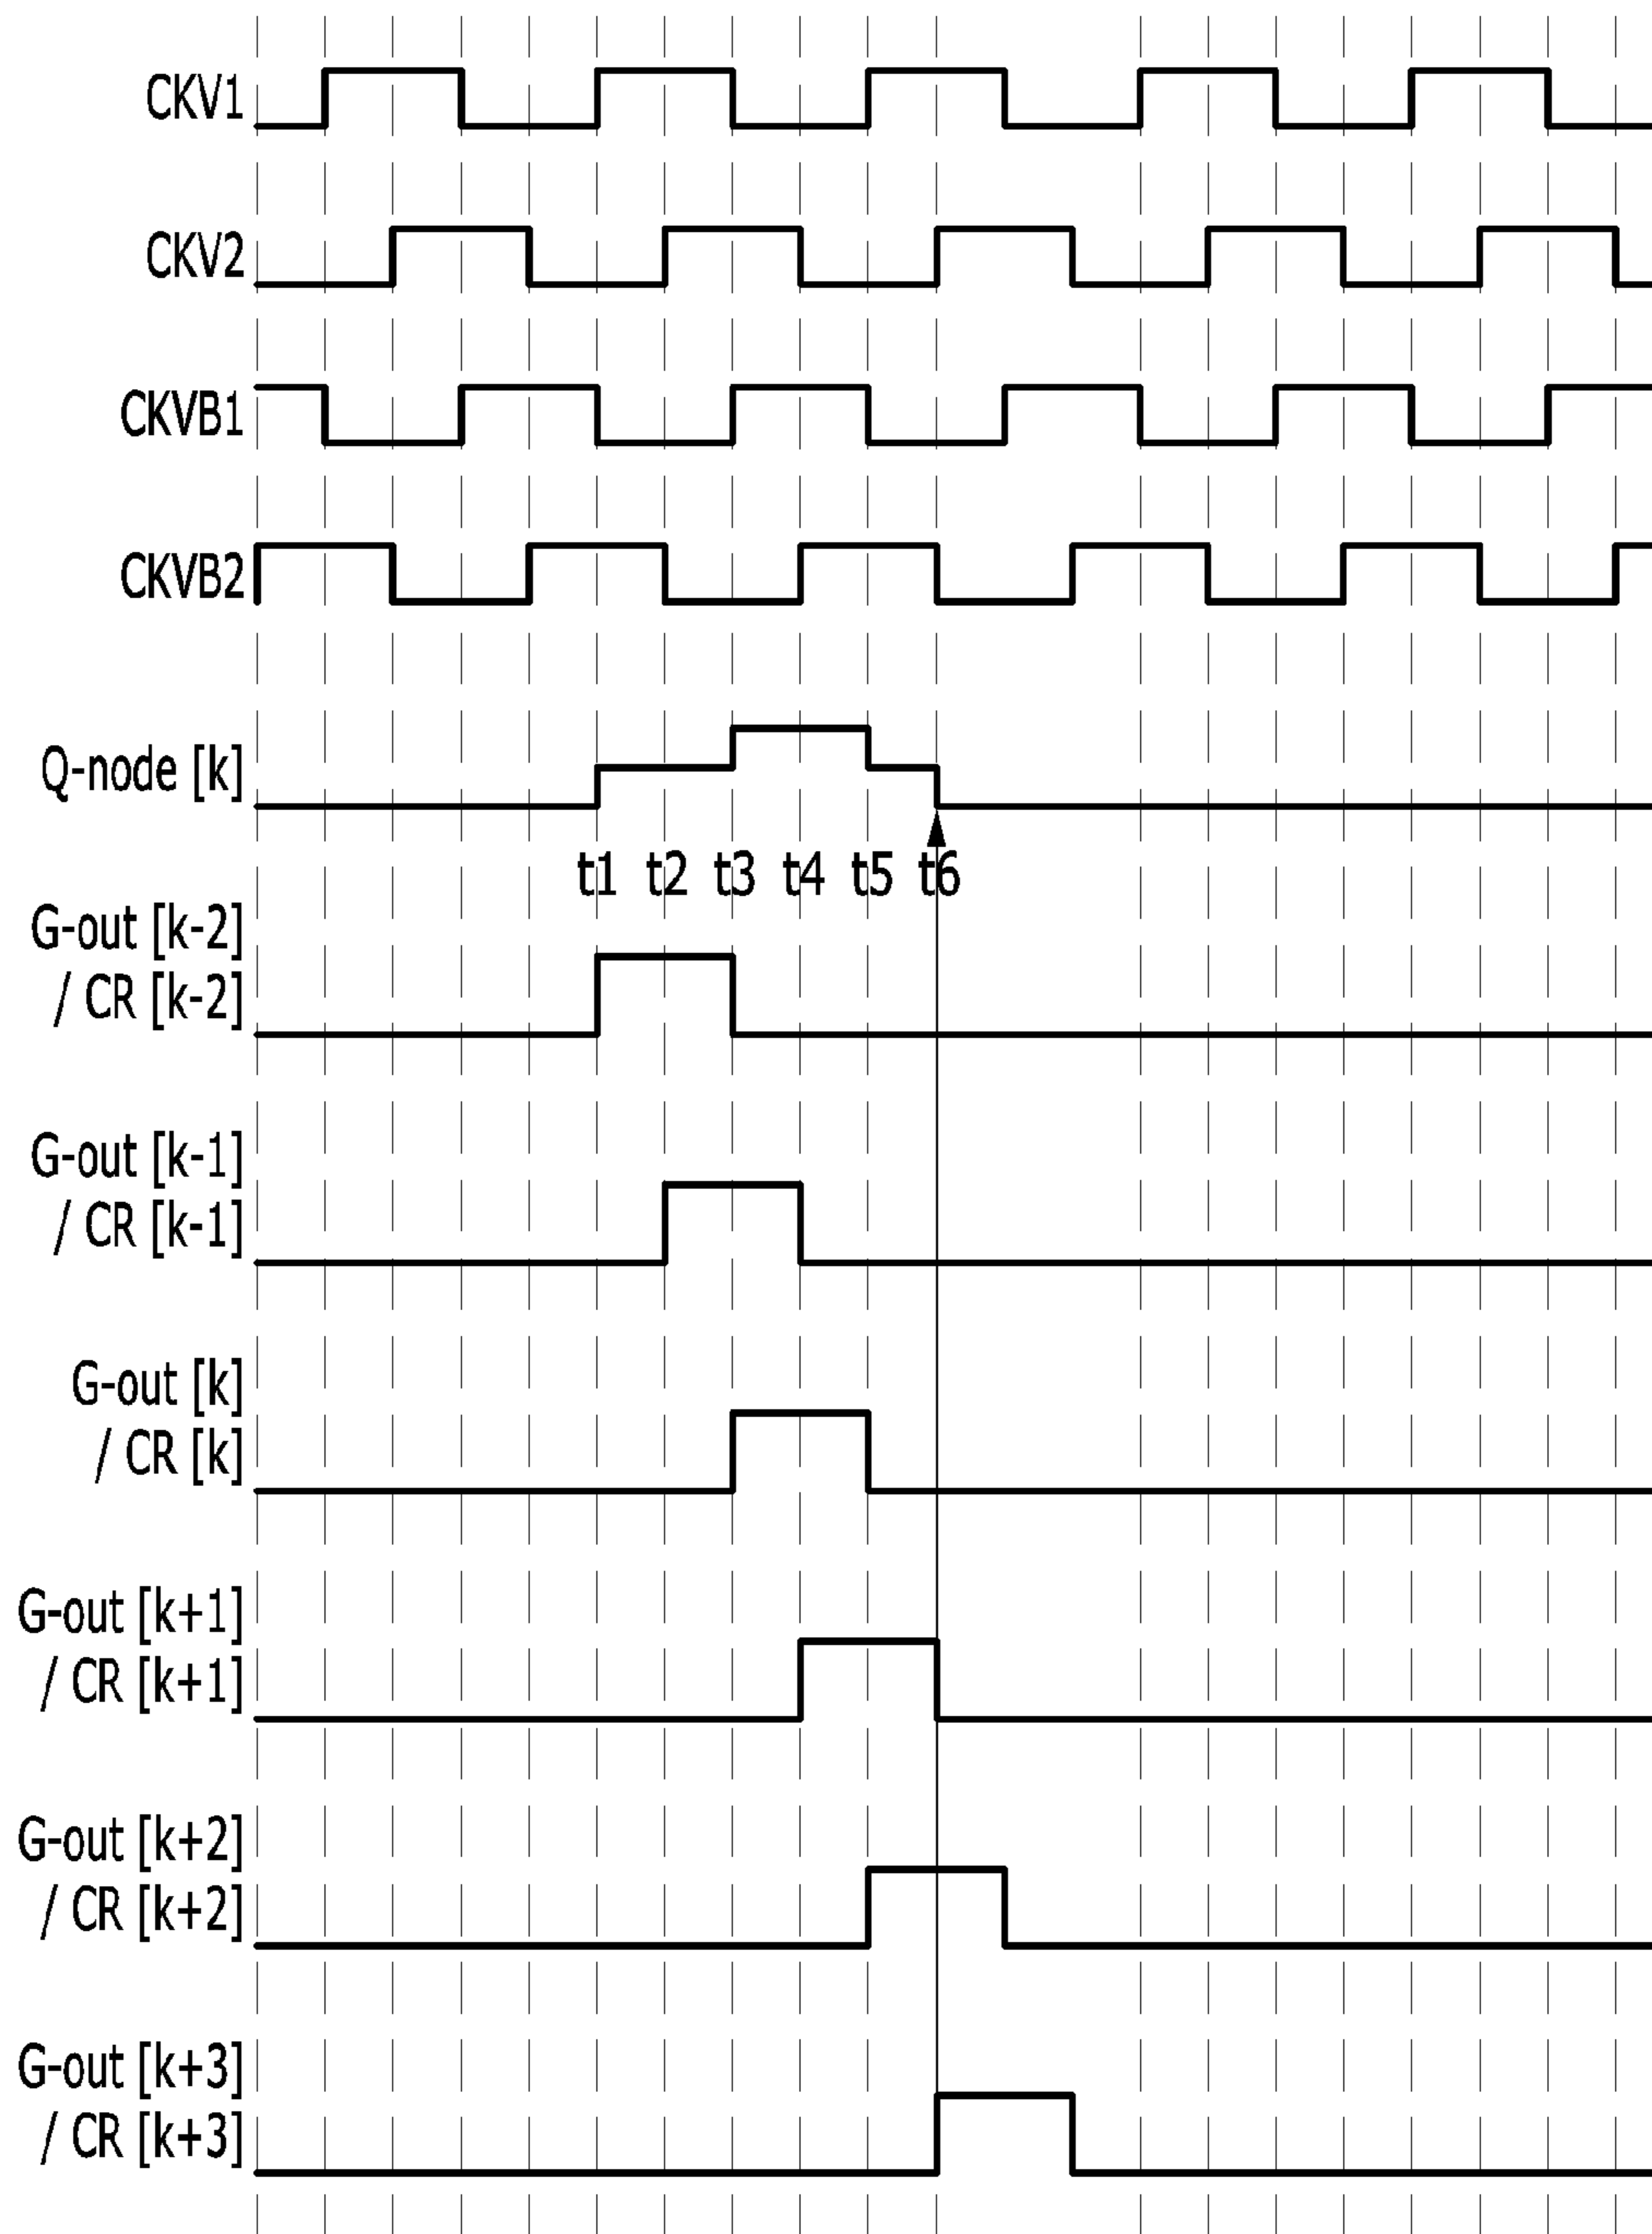 CKV1
CKV2
CKVB1
CKVB2
Q-node [k]
t1 t2 t3 t4 t5 t6
G-out [k-2]
/ CR [k-2]
G-out [k-1]
/ CR [k-1]
G-out [k]
/ CR [k]
G-out [k+1]
/ CR [k+1]
G-out [k+2]
/ CR [k+2]
G-out [k+3]
/ CR [k+3]